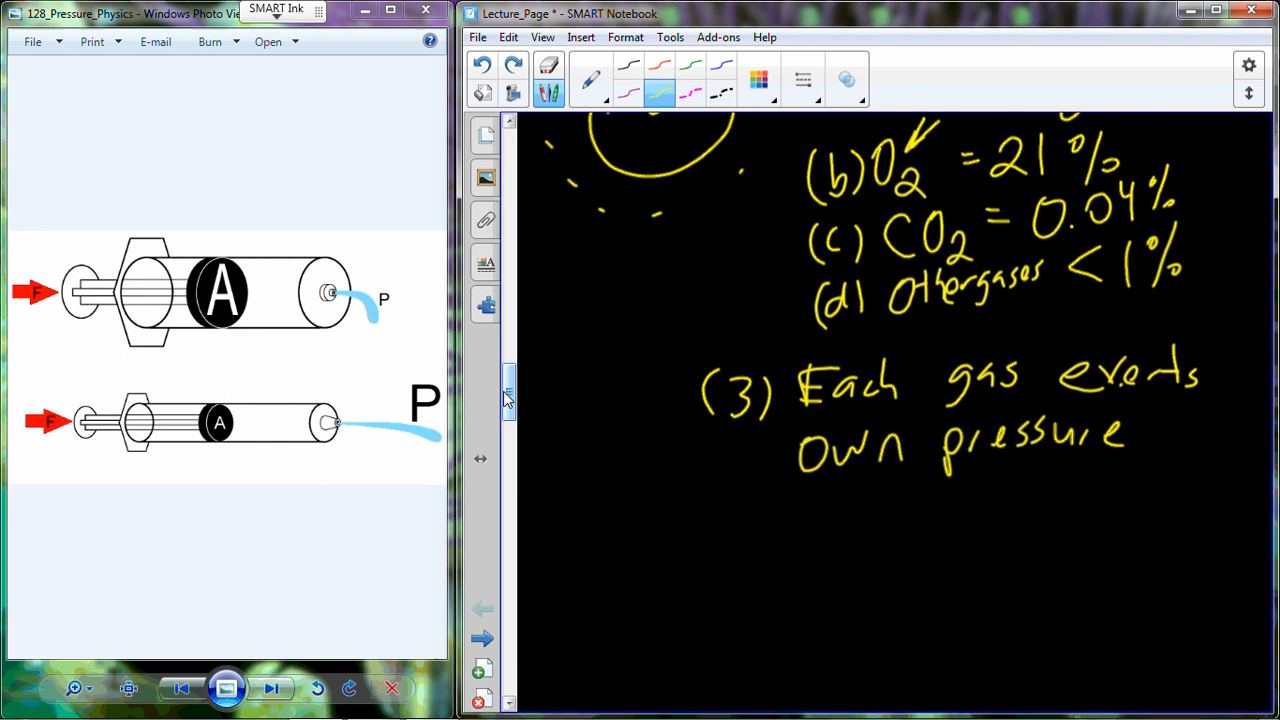 128_Pressure_Physics - Windows Photo Vie
SMART Ink
File Print E-mail Burn Open
F
A
P
F
A
P
Lecture_Page * - SMART Notebook
File Edit View Insert Format Tools Add-ons Help
(b) O2 = 21%
(c) CO2 = 0.04%
(d) Other gases < 1%
(3) Each gas exerts
own pressure